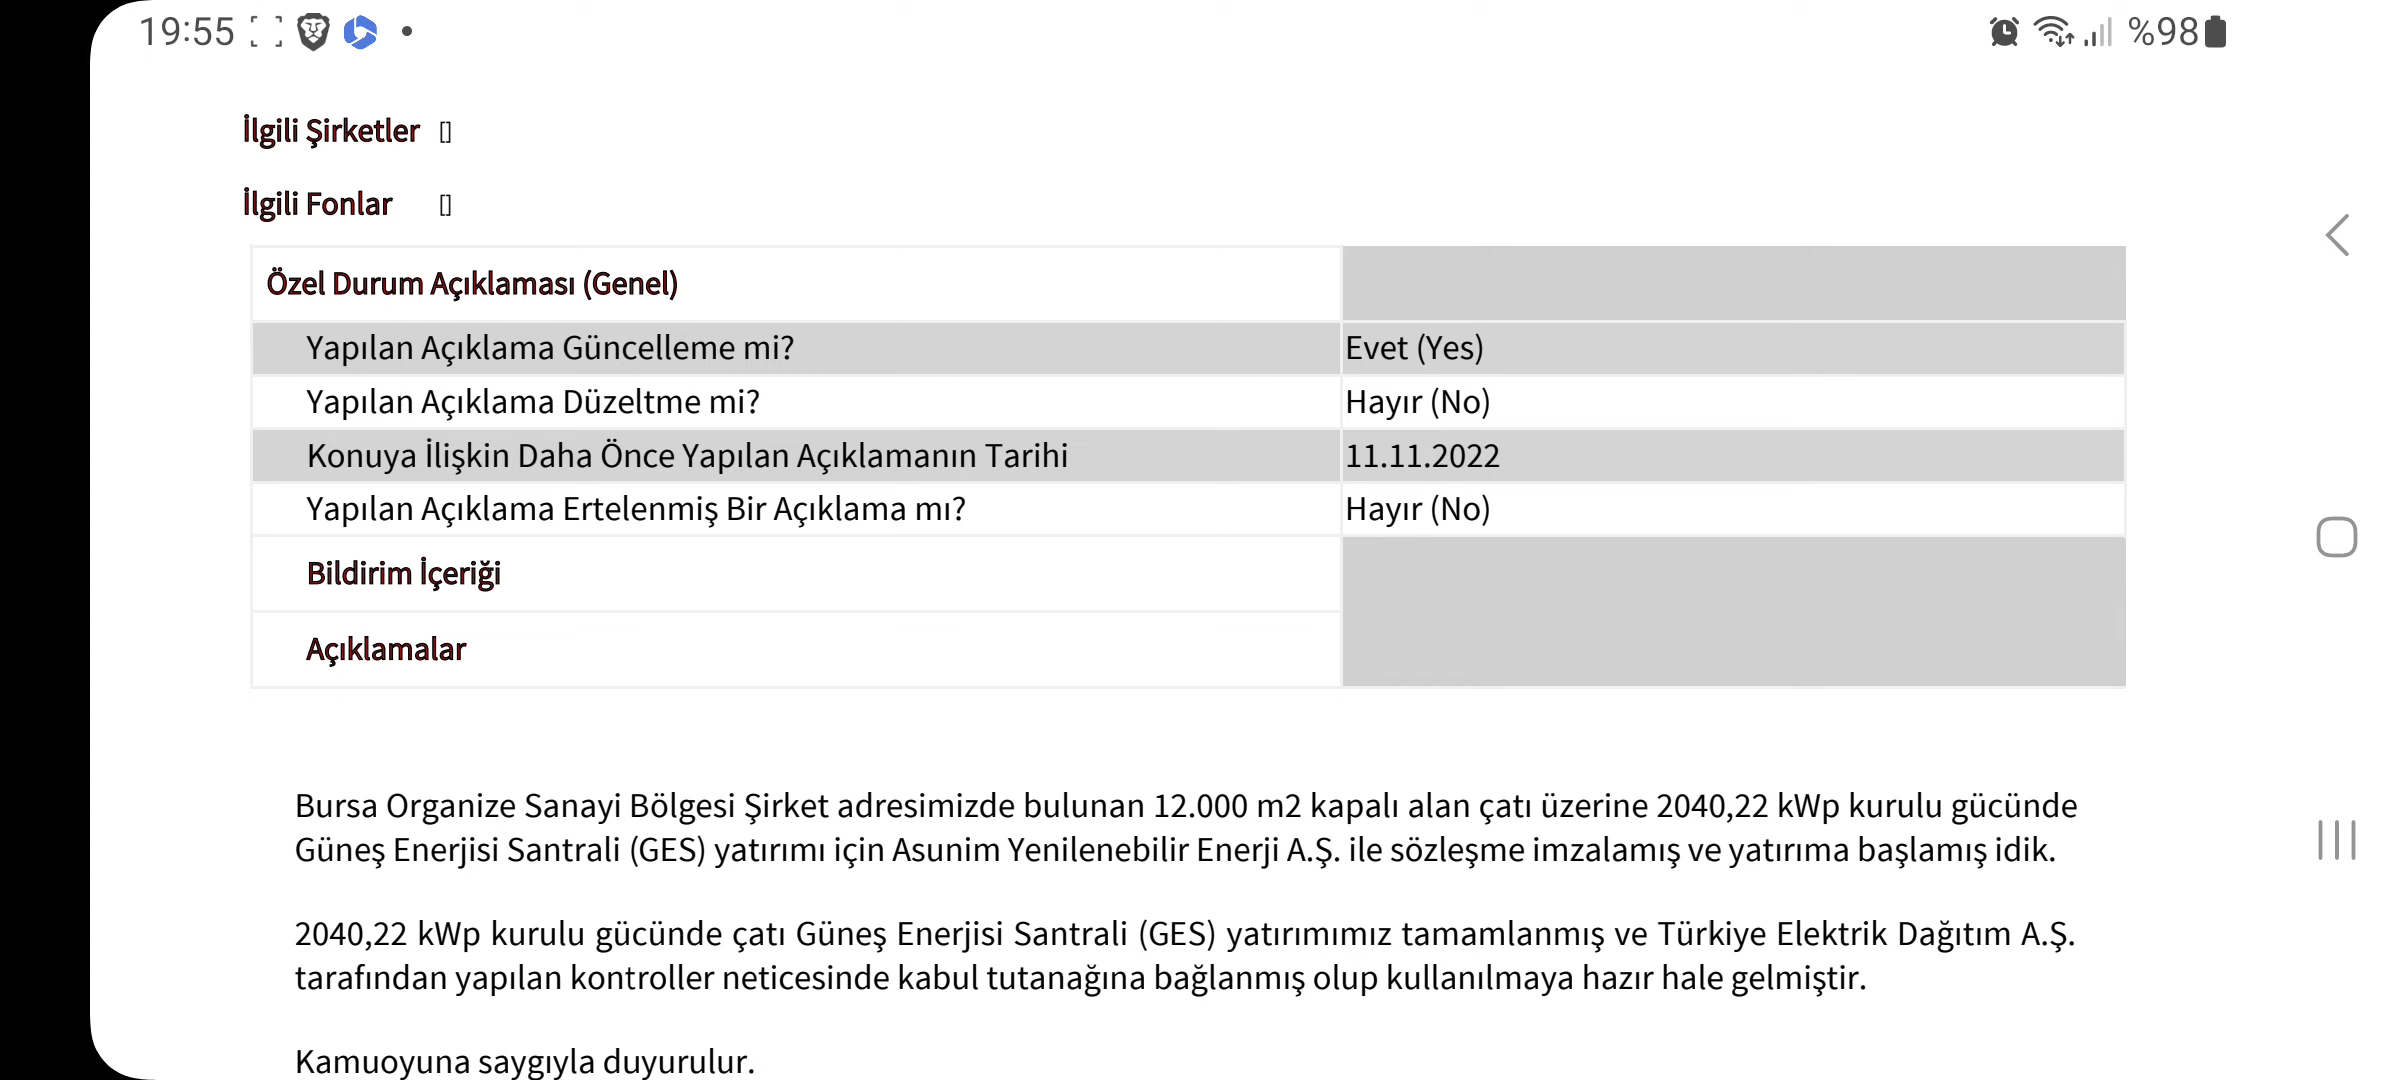 19:55
%98
İlgili Şirketler []
İlgili Fonlar []
Özel Durum Açıklaması (Genel)
Yapılan Açıklama Güncelleme mi? Evet (Yes)
Yapılan Açıklama Düzeltme mi? Hayır (No)
Konuya İlişkin Daha Önce Yapılan Açıklamanın Tarihi 11.11.2022
Yapılan Açıklama Ertelenmiş Bir Açıklama mı? Hayır (No)
Bildirim İçeriği
Açıklamalar
Bursa Organize Sanayi Bölgesi Şirket adresimizde bulunan 12.000 m2 kapalı alan çatı üzerine 2040,22 kWp kurulu gücünde
Güneş Enerjisi Santrali (GES) yatırımı için Asunim Yenilenebilir Enerji A.Ş. ile sözleşme imzalamış ve yatırıma başlamış idik.
2040,22 kWp kurulu gücünde çatı Güneş Enerjisi Santrali (GES) yatırımımız tamamlanmış ve Türkiye Elektrik Dağıtım A.Ş.
tarafından yapılan kontroller neticesinde kabul tutanağına bağlanmış olup kullanılmaya hazır hale gelmiştir.
Kamuoyuna saygıyla duyurulur.